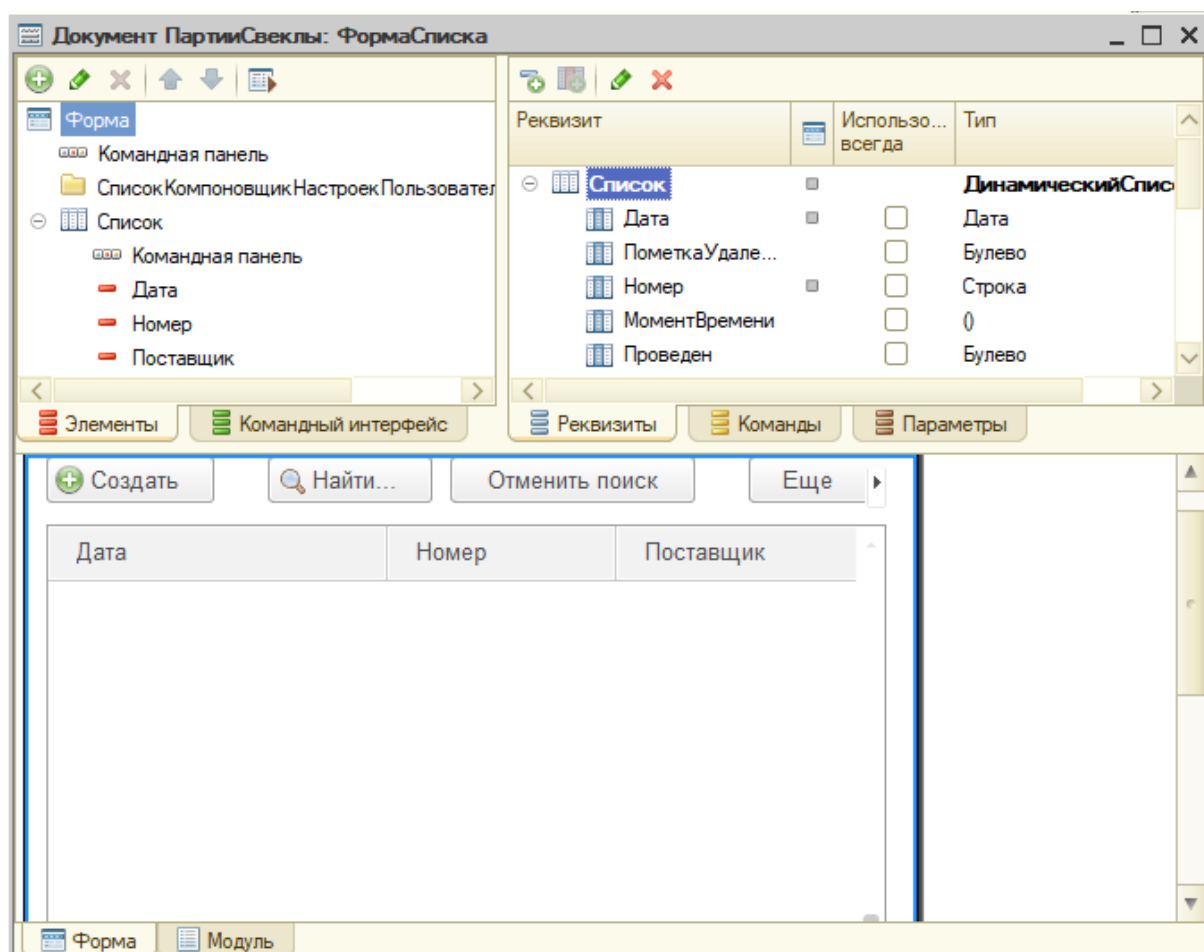 Документ ПартииСвеклы: ФормаСписка
Форма
Командная панель
СписокКомпоновщикНастроекПользовател
Список
Командная панель
Дата
Номер
Поставщик
Элементы
Командный интерфейс
Реквизит
Использо... всегда
Тип
Список
ДинамическийСпис
Дата
Дата
ПометкаУдале...
Булево
Номер
Строка
МоментВремени
()
Проведен
Булево
Реквизиты
Команды
Параметры
Создать
Найти...
Отменить поиск
Еще
Дата
Номер
Поставщик
Форма
Модуль